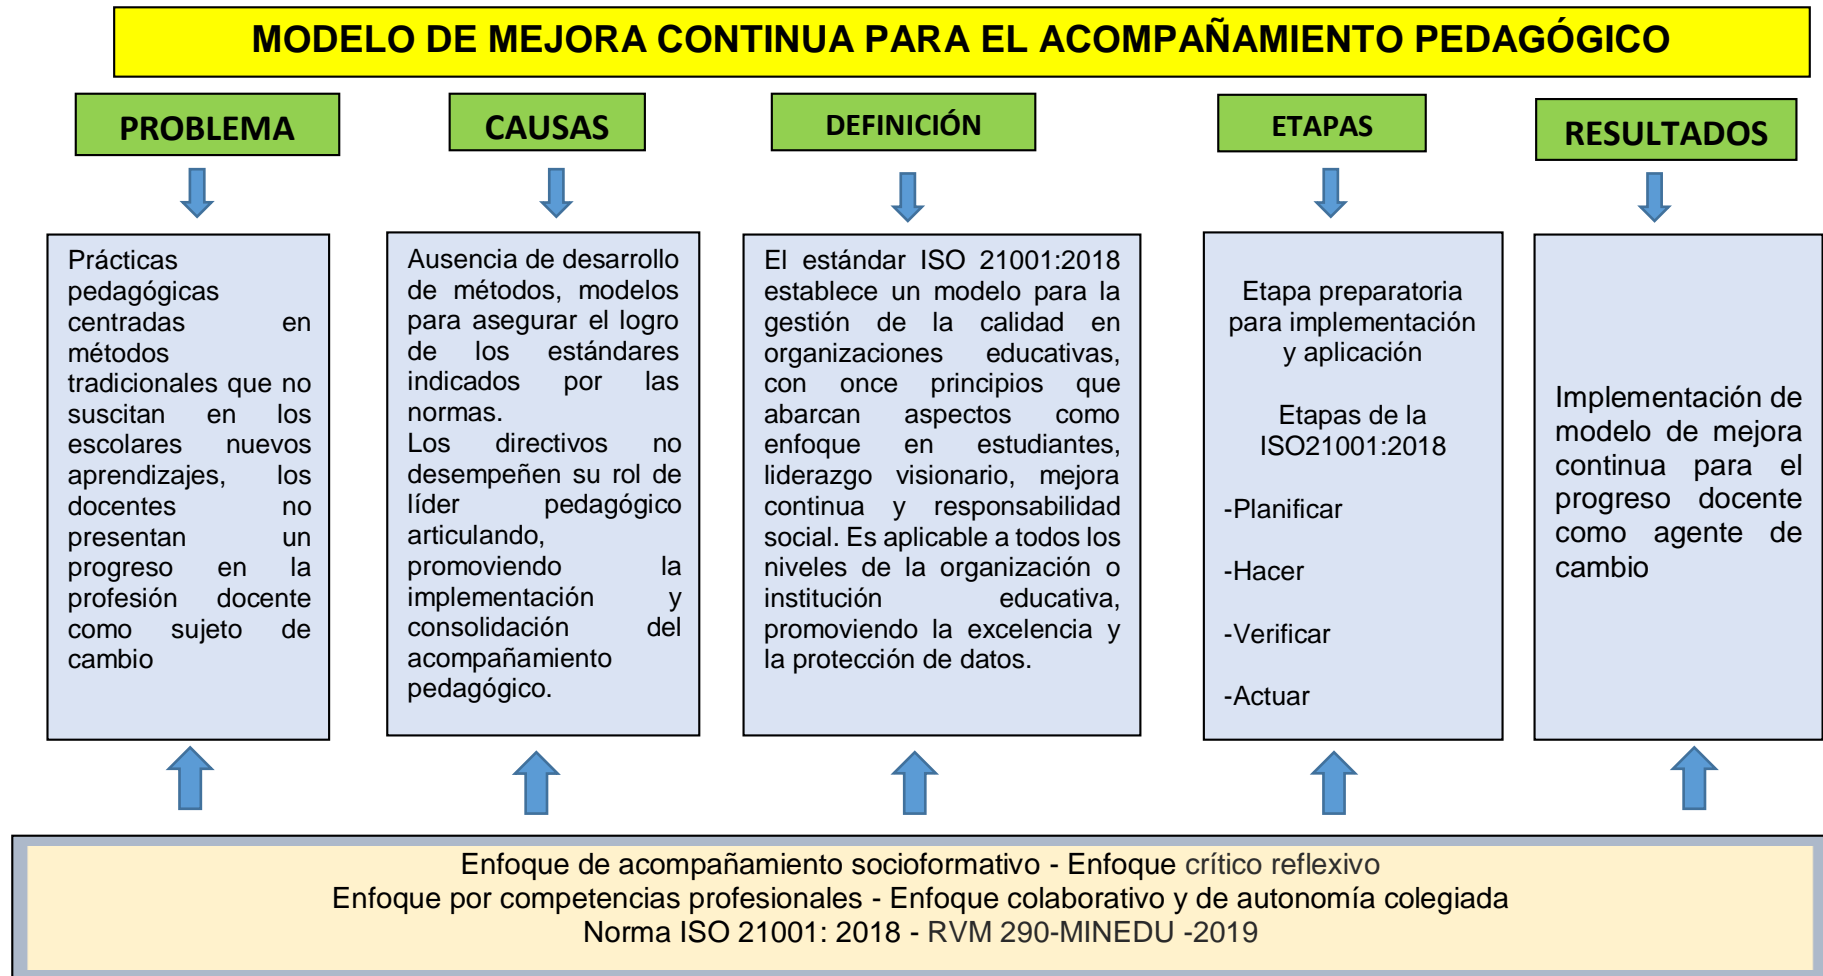 MODELO DE MEJORA CONTINUA PARA EL ACOMPAÑAMIENTO PEDAGÓGICO
PROBLEMA
Prácticas
pedagógicas
centradas en
métodos
tradicionales que no
suscitan en los
escolares nuevos
aprendizajes, los
docentes no
presentan un
progreso en la
profesión docente
como sujeto de
cambio
CAUSAS
Ausencia de desarrollo
de métodos, modelos
para asegurar el logro
de los estándares
indicados por las
normas.
Los directivos no
desempeñen su rol de
líder pedagógico
articulando,
promoviendo la
implementación y
consolidación del
acompañamiento
pedagógico.
DEFINICIÓN
El estándar ISO 21001:2018
establece un modelo para la
gestión de la calidad en
organizaciones educativas,
con once principios que
abarcan aspectos como
enfoque en estudiantes,
liderazgo visionario, mejora
continua y responsabilidad
social. Es aplicable a todos los
niveles de la organización o
institución educativa,
promoviendo la excelencia y
la protección de datos.
ETAPAS
Etapa preparatoria
para implementación
y aplicación
Etapas de la
ISO21001:2018
-Planificar
-Hacer
-Verificar
-Actuar
RESULTADOS
Implementación de
modelo de mejora
continua para el
progreso docente
como agente de
cambio
Enfoque de acompañamiento socioformativo - Enfoque crítico reflexivo
Enfoque por competencias profesionales - Enfoque colaborativo y de autonomía colegiada
Norma ISO 21001: 2018 - RVM 290-MINEDU -2019